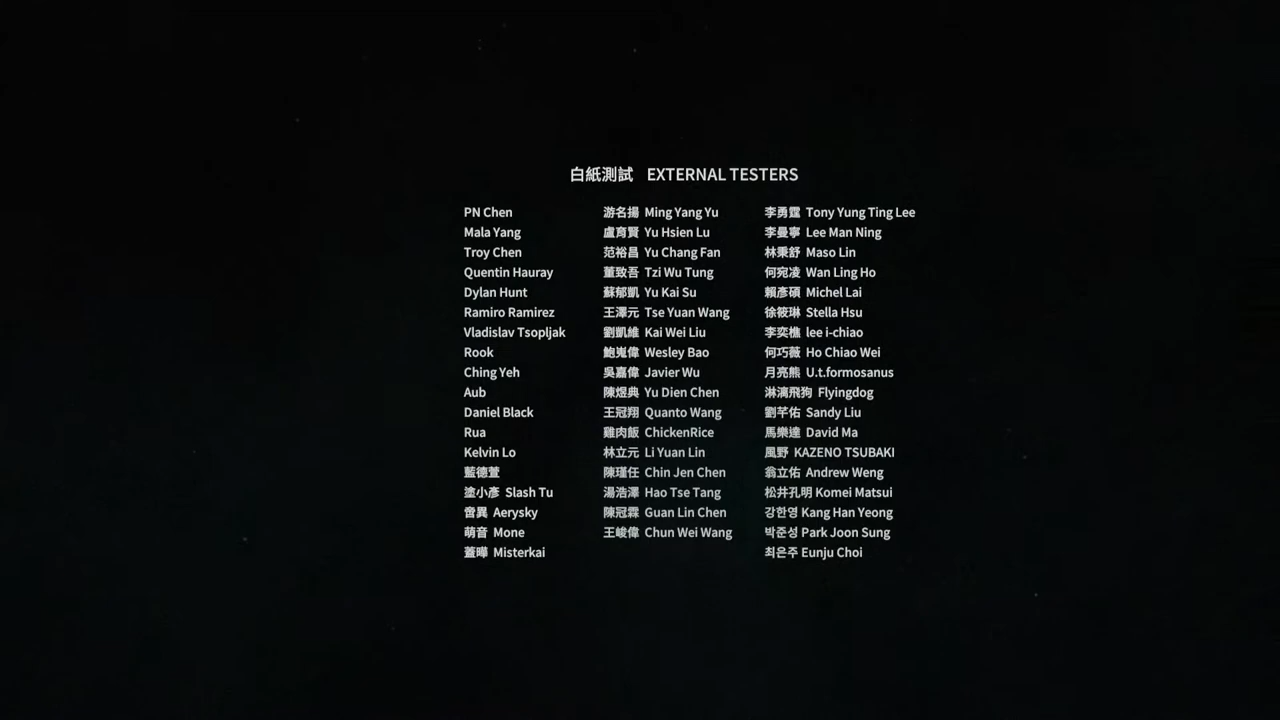 白紙測試 EXTERNAL TESTERS
PN Chen
Mala Yang
Troy Chen
Quentin Hauray
Dylan Hunt
Ramiro Ramirez
Vladislav Tsopljak
Rook
Ching Yeh
Aub
Daniel Black
Rua
Kelvin Lo
藍德萱
塗小彥 Slash Tu
啻異 Aerysky
萌音 Mone
蓋曄 Misterkai
游名揚 Ming Yang Yu
盧育賢 Yu Hsien Lu
范裕昌 Yu Chang Fan
董致吾 Tzi Wu Tung
蘇郁凱 Yu Kai Su
王澤元 Tse Yuan Wang
劉凱維 Kai Wei Liu
鮑嵬偉 Wesley Bao
吳嘉偉 Javier Wu
陳煜典 Yu Dien Chen
王冠翔 Quanto Wang
雞肉飯 ChickenRice
林立元 Li Yuan Lin
陳瑾任 Chin Jen Chen
湯浩澤 Hao Tse Tang
陳冠霖 Guan Lin Chen
王峻偉 Chun Wei Wang
李勇霆 Tony Yung Ting Lee
李曼寧 Lee Man Ning
林秉舒 Maso Lin
何宛凌 Wan Ling Ho
賴彥碩 Michel Lai
徐筱琳 Stella Hsu
李奕樵 lee i-chiao
何巧薇 Ho Chiao Wei
月亮熊 U.t.formosanus
淋漓飛狗 Flyingdog
劉芊佑 Sandy Liu
馬樂達 David Ma
風野 KAZENO TSUBAKI
翁立佑 Andrew Weng
松井孔明 Komei Matsui
강한영 Kang Han Yeong
박준성 Park Joon Sung
최은주 Eunju Choi